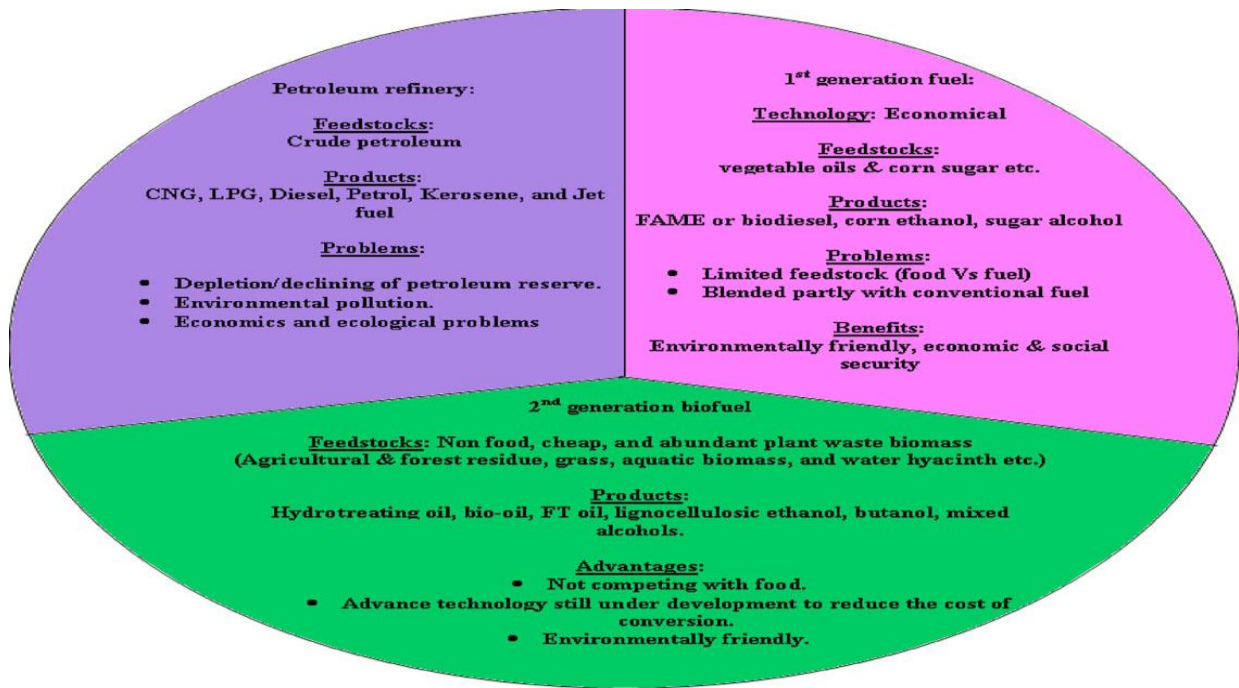 Petroleum refinery:
Feedstocks:
Crude petroleum
Products:
CNG, LPG, Diesel, Petrol, Kerosene, and Jet
fuel
Problems:
• Depletion/declining of petroleum reserve.
• Environmental pollution.
• Economics and ecological problems
1st generation fuel:
Technology: Economical
Feedstocks:
vegetable oils & corn sugar etc.
Products:
FAME or biodiesel, corn ethanol, sugar alcohol
Problems:
• Limited feedstock (food Vs fuel)
• Blended partly with conventional fuel
Benefits:
Environmentally friendly, economic & social
security
2nd generation biofuel
Feedstocks: Non food, cheap, and abundant plant waste biomass
(Agricultural & forest residue, grass, aquatic biomass, and water hyacinth etc.)
Products:
Hydrotreating oil, bio-oil, FT oil, lignocellulosic ethanol, butanol, mixed
alcohols.
Advantages:
• Not competing with food.
• Advance technology still under development to reduce the cost of
conversion.
• Environmentally friendly.